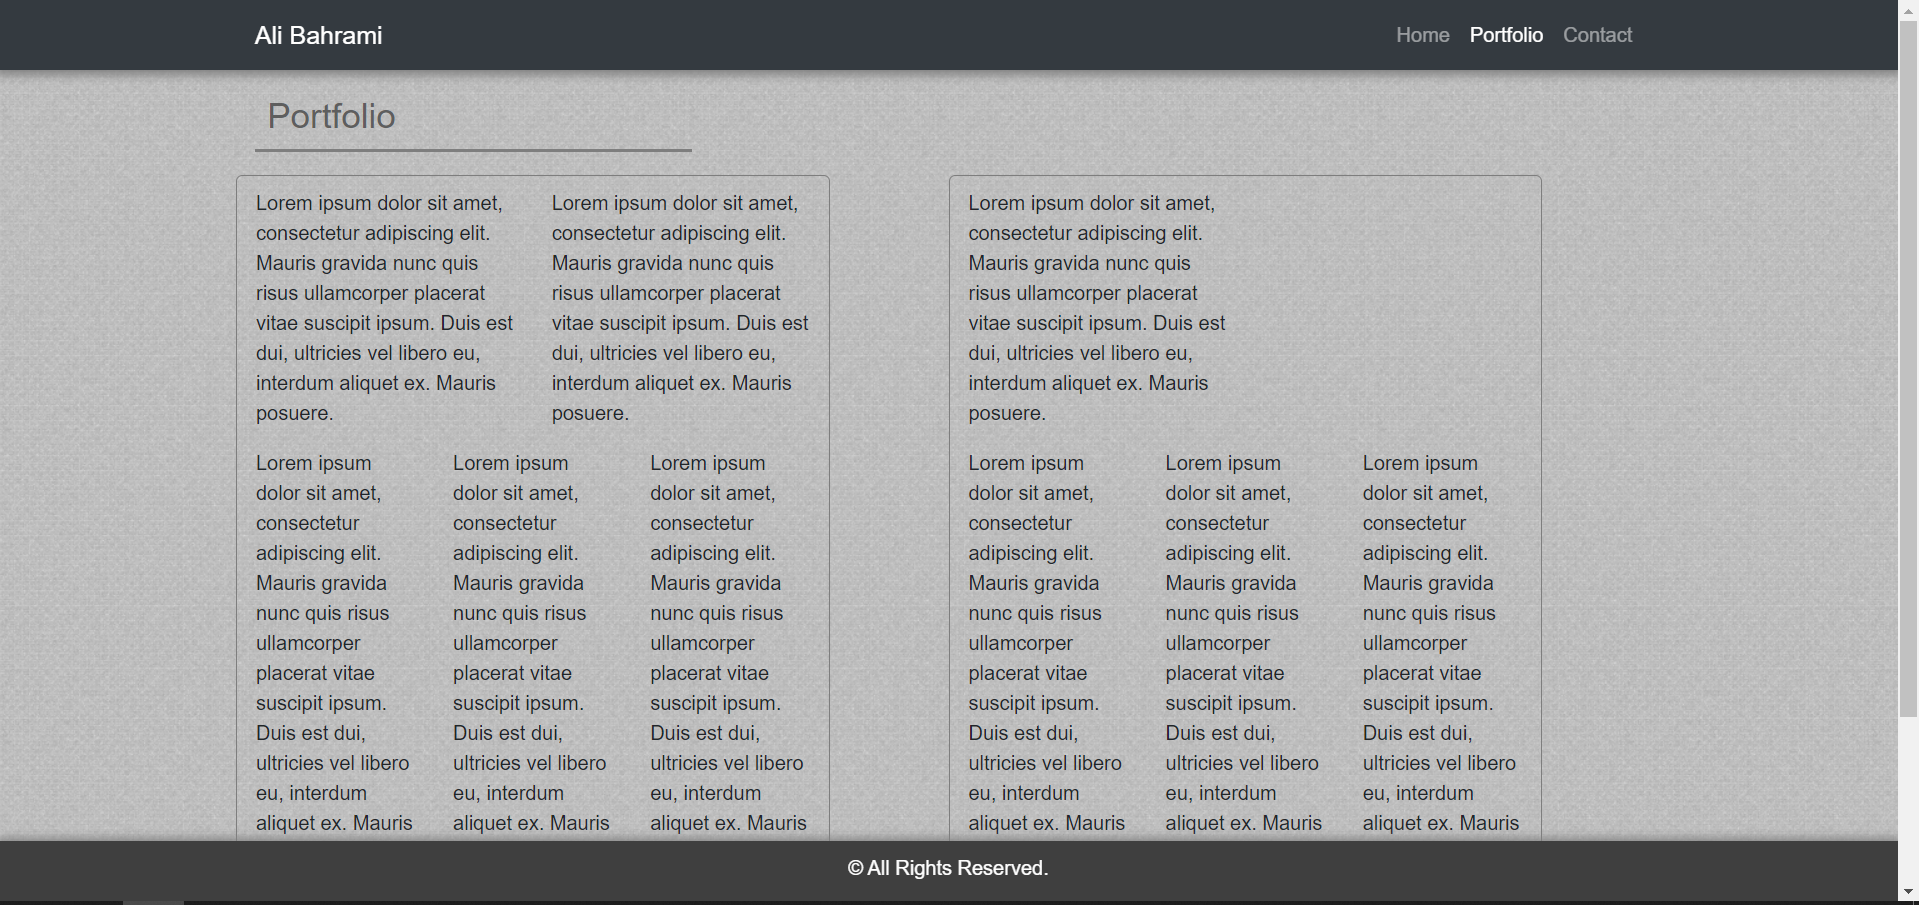 Ali Bahrami
Home Portfolio Contact
Portfolio
Lorem ipsum dolor sit amet,
consectetur adipiscing elit.
Mauris gravida nunc quis
risus ullamcorper placerat
vitae suscipit ipsum. Duis est
dui, ultricies vel libero eu,
interdum aliquet ex. Mauris
posuere.
Lorem ipsum dolor sit amet,
consectetur adipiscing elit.
Mauris gravida nunc quis
risus ullamcorper placerat
vitae suscipit ipsum. Duis est
dui, ultricies vel libero eu,
interdum aliquet ex. Mauris
posuere.
Lorem ipsum
dolor sit amet,
consectetur
adipiscing elit.
Mauris gravida
nunc quis risus
ullamcorper
placerat vitae
suscipit ipsum.
Duis est dui,
ultricies vel libero
eu, interdum
aliquet ex. Mauris
Lorem ipsum
dolor sit amet,
consectetur
adipiscing elit.
Mauris gravida
nunc quis risus
ullamcorper
placerat vitae
suscipit ipsum.
Duis est dui,
ultricies vel libero
eu, interdum
aliquet ex. Mauris
Lorem ipsum
dolor sit amet,
consectetur
adipiscing elit.
Mauris gravida
nunc quis risus
ullamcorper
placerat vitae
suscipit ipsum.
Duis est dui,
ultricies vel libero
eu, interdum
aliquet ex. Mauris
Lorem ipsum dolor sit amet,
consectetur adipiscing elit.
Mauris gravida nunc quis
risus ullamcorper placerat
vitae suscipit ipsum. Duis est
dui, ultricies vel libero eu,
interdum aliquet ex. Mauris
posuere.
Lorem ipsum
dolor sit amet,
consectetur
adipiscing elit.
Mauris gravida
nunc quis risus
ullamcorper
placerat vitae
suscipit ipsum.
Duis est dui,
ultricies vel libero
eu, interdum
aliquet ex. Mauris
Lorem ipsum
dolor sit amet,
consectetur
adipiscing elit.
Mauris gravida
nunc quis risus
ullamcorper
placerat vitae
suscipit ipsum.
Duis est dui,
ultricies vel libero
eu, interdum
aliquet ex. Mauris
Lorem ipsum
dolor sit amet,
consectetur
adipiscing elit.
Mauris gravida
nunc quis risus
ullamcorper
placerat vitae
suscipit ipsum.
Duis est dui,
ultricies vel libero
eu, interdum
aliquet ex. Mauris
© All Rights Reserved.